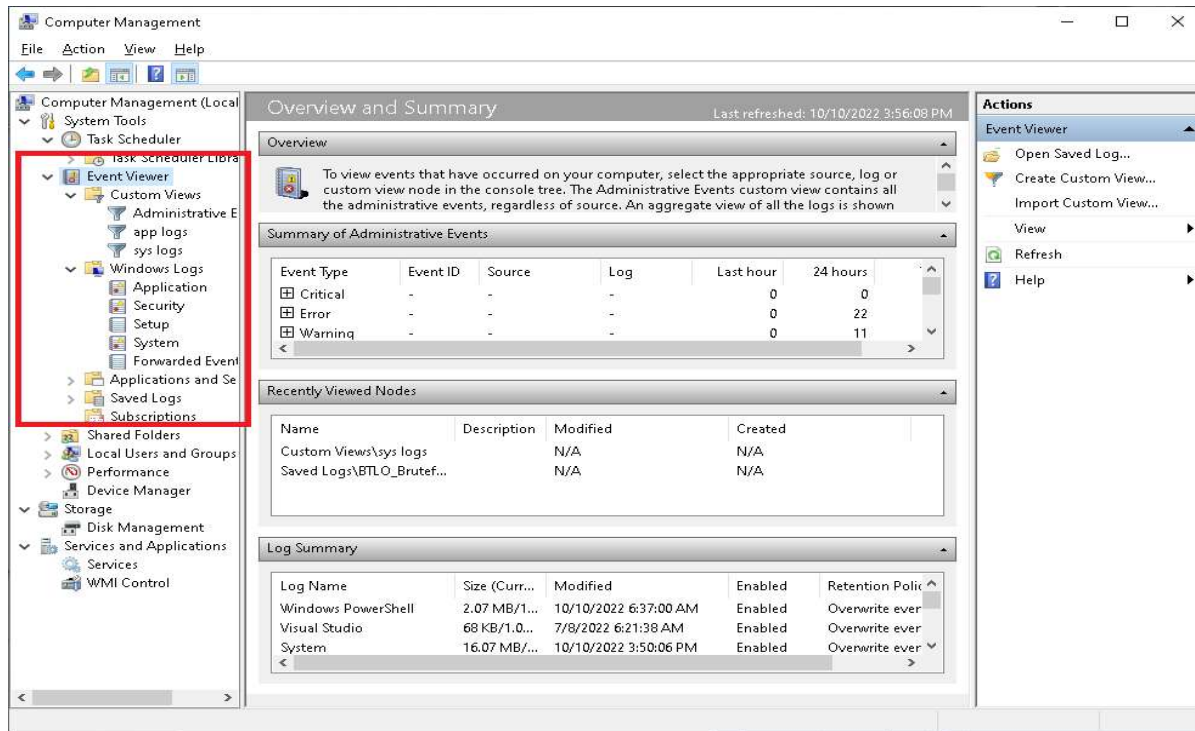 Computer Management
File Action View Help
Computer Management (Local
System Tools
Task Scheduler
Task Scheduler Libra
Event Viewer
Custom Views
Administrative E
app logs
sys logs
Windows Logs
Application
Security
Setup
System
Forwarded Event
Applications and Se
Saved Logs
Subscriptions
Shared Folders
Local Users and Groups
Performance
Device Manager
Storage
Disk Management
Services and Applications
Services
WMI Control
Overview and Summary Last refreshed: 10/10/2022 3:56:08 PM
Overview
To view events that have occurred on your computer, select the appropriate source, log or
custom view node in the console tree. The Administrative Events custom view contains all
the administrative events, regardless of source. An aggregate view of all the logs is shown
Summary of Administrative Events
Event Type Event ID Source Log Last hour 24 hours
Critical - - - 0 0
Error - - - 0 22
Warning - - - 0 11
Recently Viewed Nodes
Name Description Modified Created
Custom Views\sys logs N/A N/A
Saved Logs\BTLO_Brutef... N/A N/A
Log Summary
Log Name Size (Curr... Modified Enabled Retention Polic
Windows PowerShell 2.07 MB/1... 10/10/2022 6:37:00 AM Enabled Overwrite ever
Visual Studio 68 KB/1.0... 7/8/2022 6:21:38 AM Enabled Overwrite ever
System 16.07 MB/... 10/10/2022 3:50:06 PM Enabled Overwrite ever
Actions
Event Viewer
Open Saved Log...
Create Custom View...
Import Custom View...
View
Refresh
Help